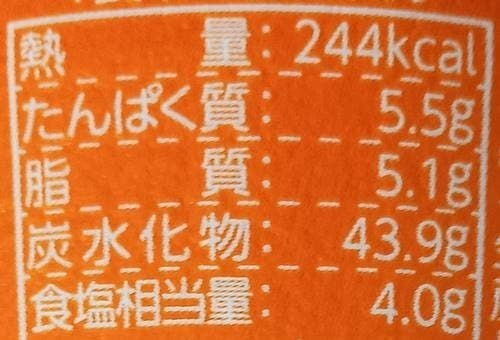 熱量: 244kcal
たんぱく質: 5.5g
脂質: 5.1g
炭水化物: 43.9g
食塩相当量: 4.0g